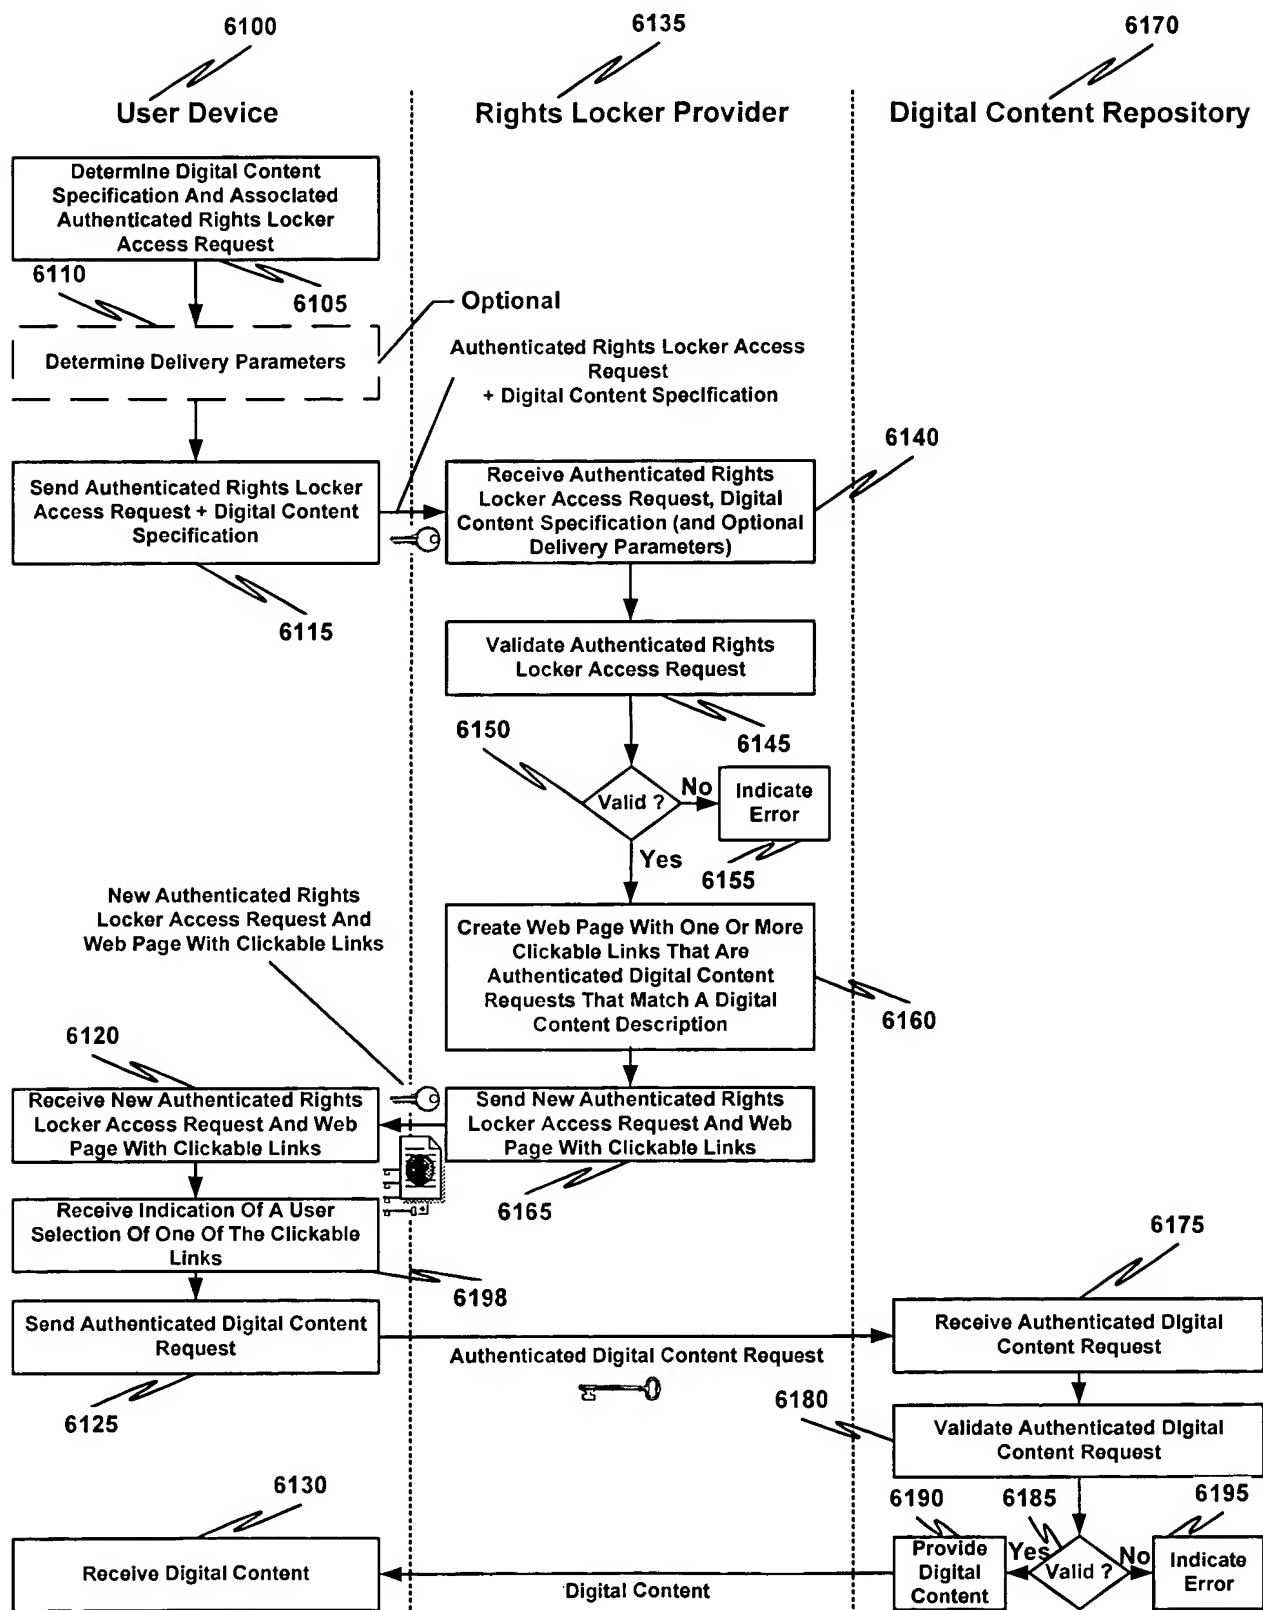 6100
6135
6170
User Device
Rights Locker Provider
Digital Content Repository
Determine Digital Content
Specification And Associated
Authenticated Rights Locker
Access Request
6110
6105
Optional
Determine Delivery Parameters
Authenticated Rights Locker Access
Request
+ Digital Content Specification
6140
Send Authenticated Rights Locker
Access Request + Digital Content
Specification
Receive Authenticated Rights
Locker Access Request, Digital
Content Specification (and Optional
Delivery Parameters)
6115
Validate Authenticated Rights
Locker Access Request
6150
6145
Valid ?
No
Indicate
Error
Yes
6155
New Authenticated Rights
Locker Access Request And
Web Page With Clickable Links
Create Web Page With One Or More
Clickable Links That Are
Authenticated Digital Content
Requests That Match A Digital
Content Description
6160
6120
Receive New Authenticated Rights
Locker Access Request And Web
Page With Clickable Links
Send New Authenticated Rights
Locker Access Request And Web
Page With Clickable Links
6165
Receive Indication Of A User
Selection Of One Of The Clickable
Links
6198
6175
Send Authenticated Digital Content
Request
Authenticated Digital Content Request
Receive Authenticated Digital
Content Request
6125
6180
Validate Authenticated Digital
Content Request
6130
6190
6185
6195
Receive Digital Content
Digital Content
Provide
Digital
Content
Yes
Valid ?
No
Indicate
Error